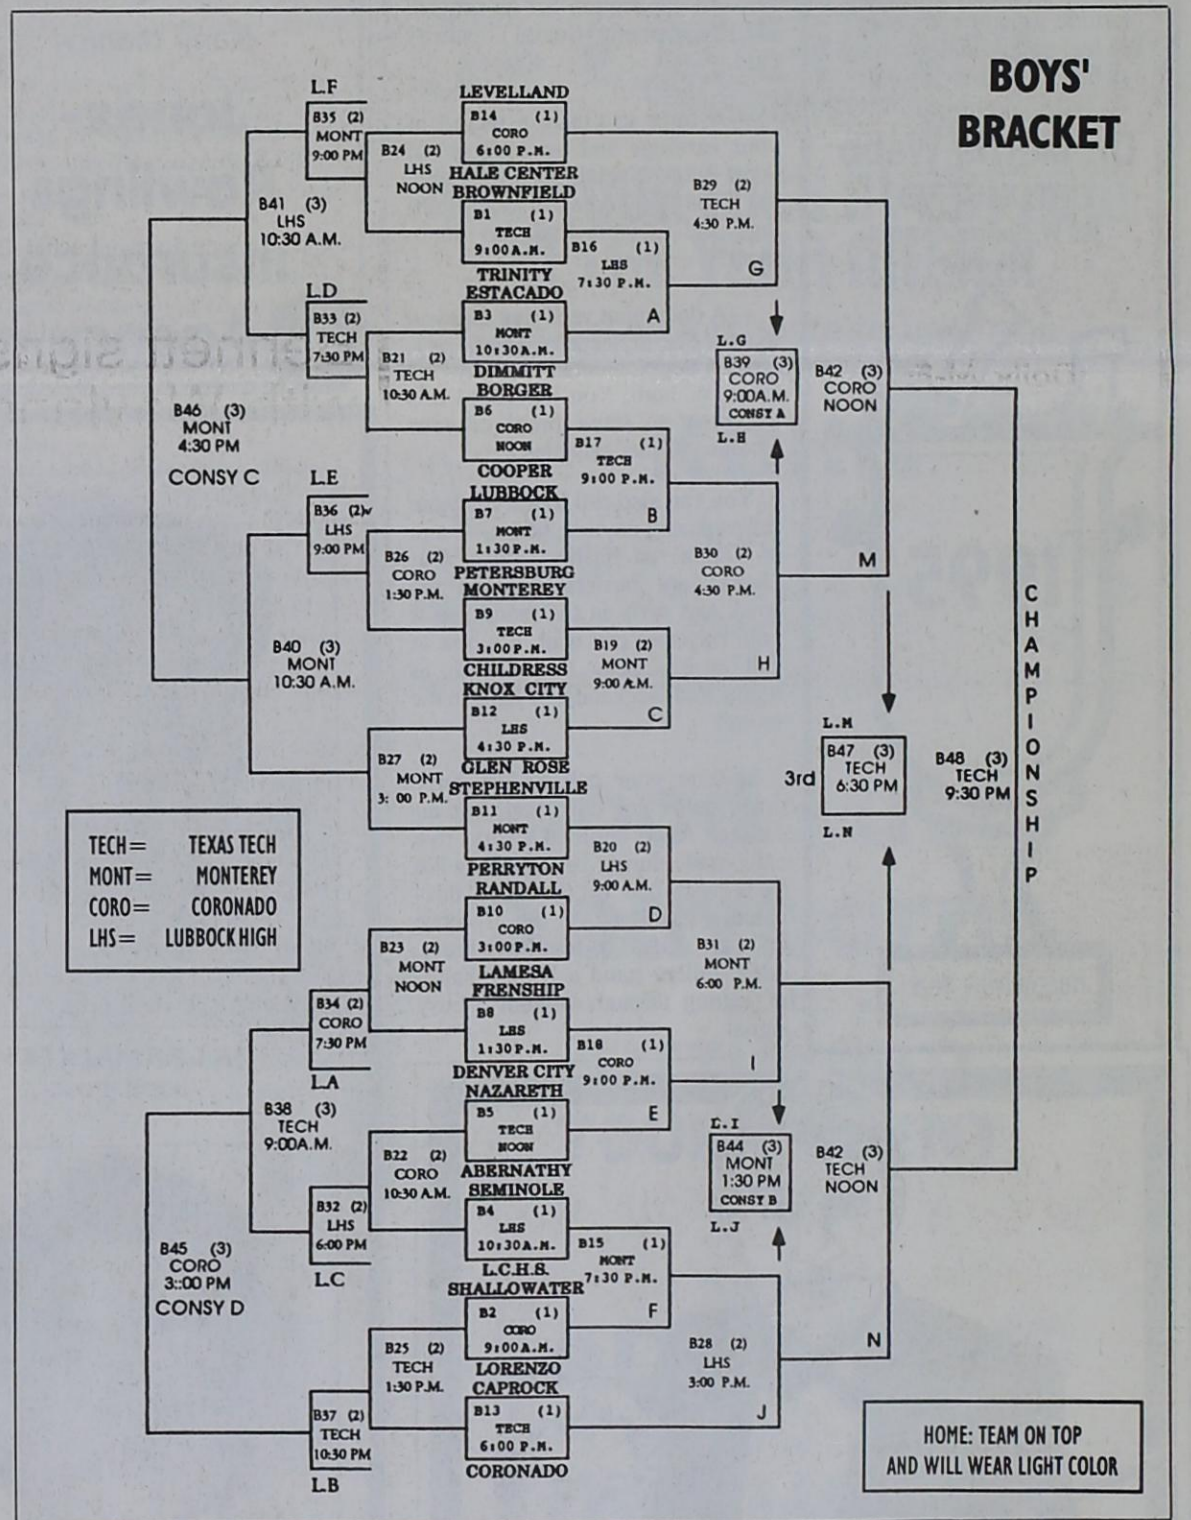 BOYS'
BRACKET
L.F
B35 (2)
MONT
9:00 PM
B41 (3)
LHS
10:30 A.M.
L.D
B33 (2)
TECH
7:30 PM
B46 (3)
MONT
4:30 PM
CONSY C
L.E
B36 (2)
LHS
9:00 PM
B40 (3)
MONT
10:30 A.M.
B24 (2)
LHS
NOON
B21 (2)
TECH
10:30 A.M.
B26 (2)
CORO
1:30 P.M.
B27 (2)
MONT
3: 00 P.M.
TECH= TEXAS TECH
MONT= MONTEREY
CORO= CORONADO
LHS= LUBBOCK HIGH
B23 (2)
MONT
NOON
B34 (2)
CORO
7:30 PM
L.A
B38 (3)
TECH
9:00A.M.
B22 (2)
CORO
10:30 A.M.
B32 (2)
LHS
6:00 PM
L.C
B45 (3)
CORO
3::00 PM
CONSY D
B25 (2)
TECH
1:30 P.M.
B37 (2)
TECH
10:30 PM
L.B
LEVELLAND
B14 (1)
CORO
6:00 P.M.
HALE CENTER
BROWNFIELD
B1 (1)
TECH
9:00A.M.
TRINITY
ESTACADO
B3 (1)
MONT
10:30A.M.
DIMMITT
BORGER
B6 (1)
CORO
NOON
COOPER
LUBBOCK
B7 (1)
MONT
1:30P.M.
PETERSBURG
MONTEREY
B9 (1)
TECH
3:00P.M.
CHILDRESS
KNOX CITY
B12 (1)
LHS
4:30 P.M.
GLEN ROSE
STEPHENVILLE
B11 (1)
MONT
4:30 P.M.
PERRYTON
RANDALL
B10 (1)
CORO
3:00P.M.
LAMESA
FRENSHIP
B8 (1)
LHS
1:30P.M.
DENVER CITY
NAZARETH
B5 (1)
TECH
NOON
ABERNATHY
SEMINOLE
B4 (1)
LHS
10:30A.M.
L.C.H.S.
SHALLOWATER
B2 (1)
CORO
9:00A.M.
LORENZO
CAPROCK
B13 (1)
TECH
6:00 P.M.
CORONADO
B16 (1)
LHS
7:30 P.M.
A
B17 (1)
TECH
9:00 P.M.
B
B19 (2)
MONT
9:00 A.M.
C
B20 (2)
LHS
9:00 A.M.
D
B18 (1)
CORO
9:00 P.M.
E
B15 (1)
MONT
7:30 P.M.
F
B29 (2)
TECH
4:30 P.M.
G
B30 (2)
CORO
4:30 P.M.
H
B31 (2)
MONT
6:00 P.M.
I
B28 (2)
LHS
3:00 P.M.
J
L.G
B39 (3)
CORO
9:00A.M.
CONSY A
L.H
B42 (3)
CORO
NOON
M
L.M
B47 (3)
TECH
6:30 PM
3rd
L.N
L.I
B44 (3)
MONT
1:30 PM
CONSY B
L.J
B42 (3)
TECH
NOON
N
B48 (3)
TECH
9:30 PM
CHAMPIONSHIP
HOME: TEAM ON TOP
AND WILL WEAR LIGHT COLOR